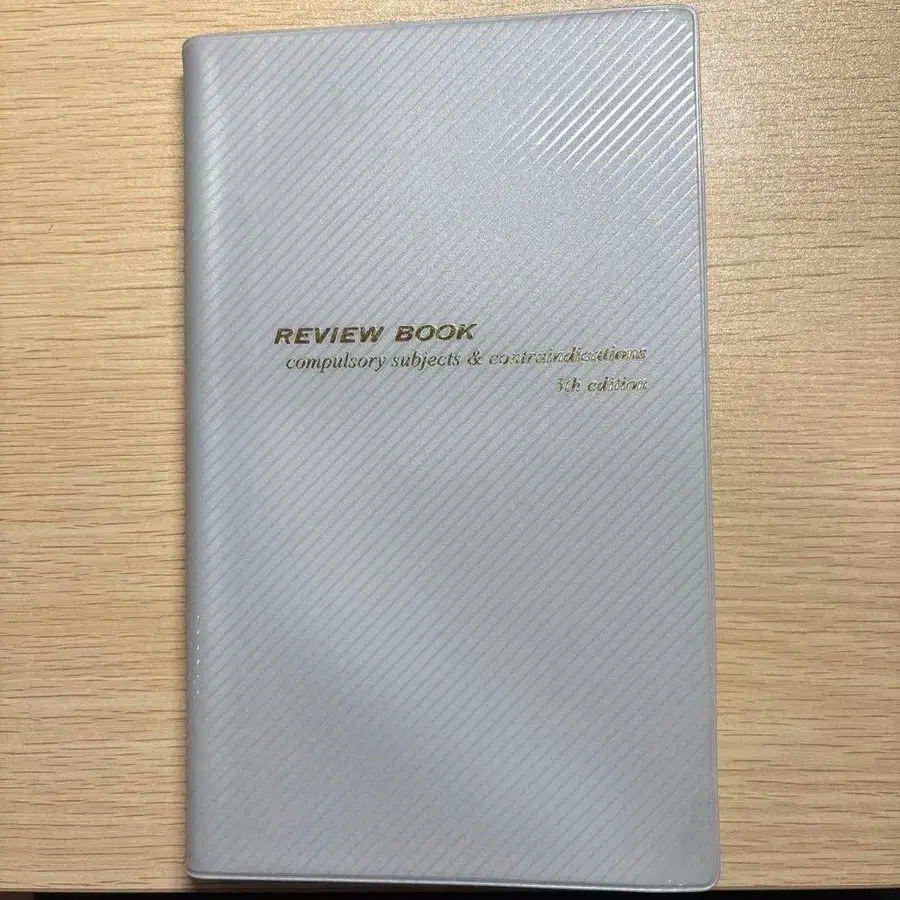 REVIEW BOOK
compulsory subjects & contraindications
5th edition